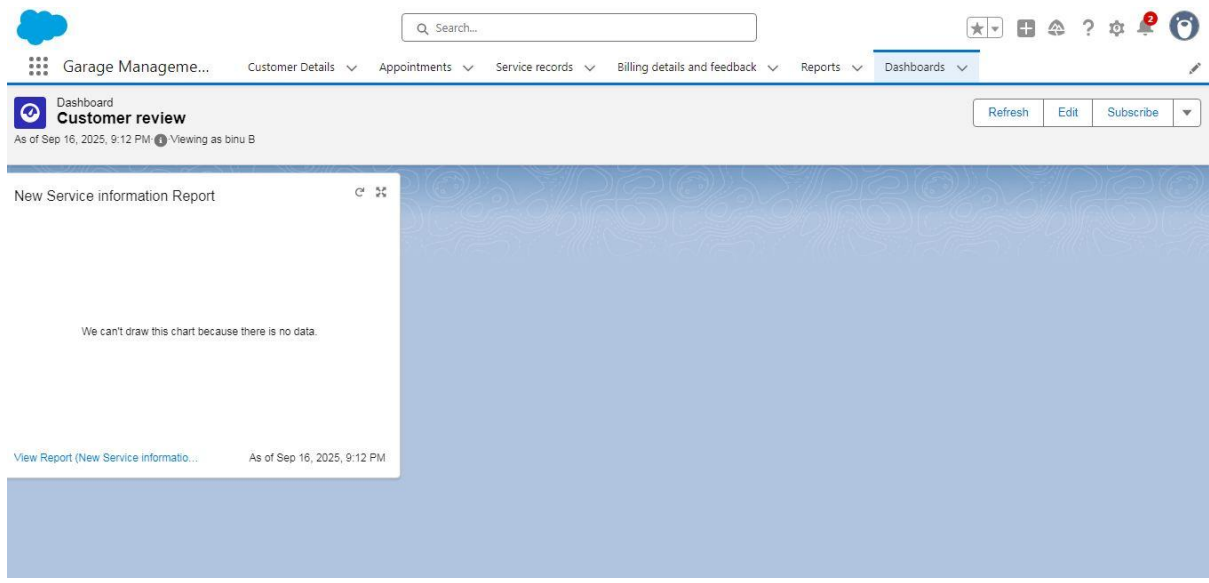 Search...
2
Garage Manageme...
Customer Details
Appointments
Service records
Billing details and feedback
Reports
Dashboards
Dashboard
Customer review
As of Sep 16, 2025, 9:12 PM·Viewing as binu B
Refresh
Edit
Subscribe
New Service information Report
We can't draw this chart because there is no data.
View Report (New Service informatio...
As of Sep 16, 2025, 9:12 PM